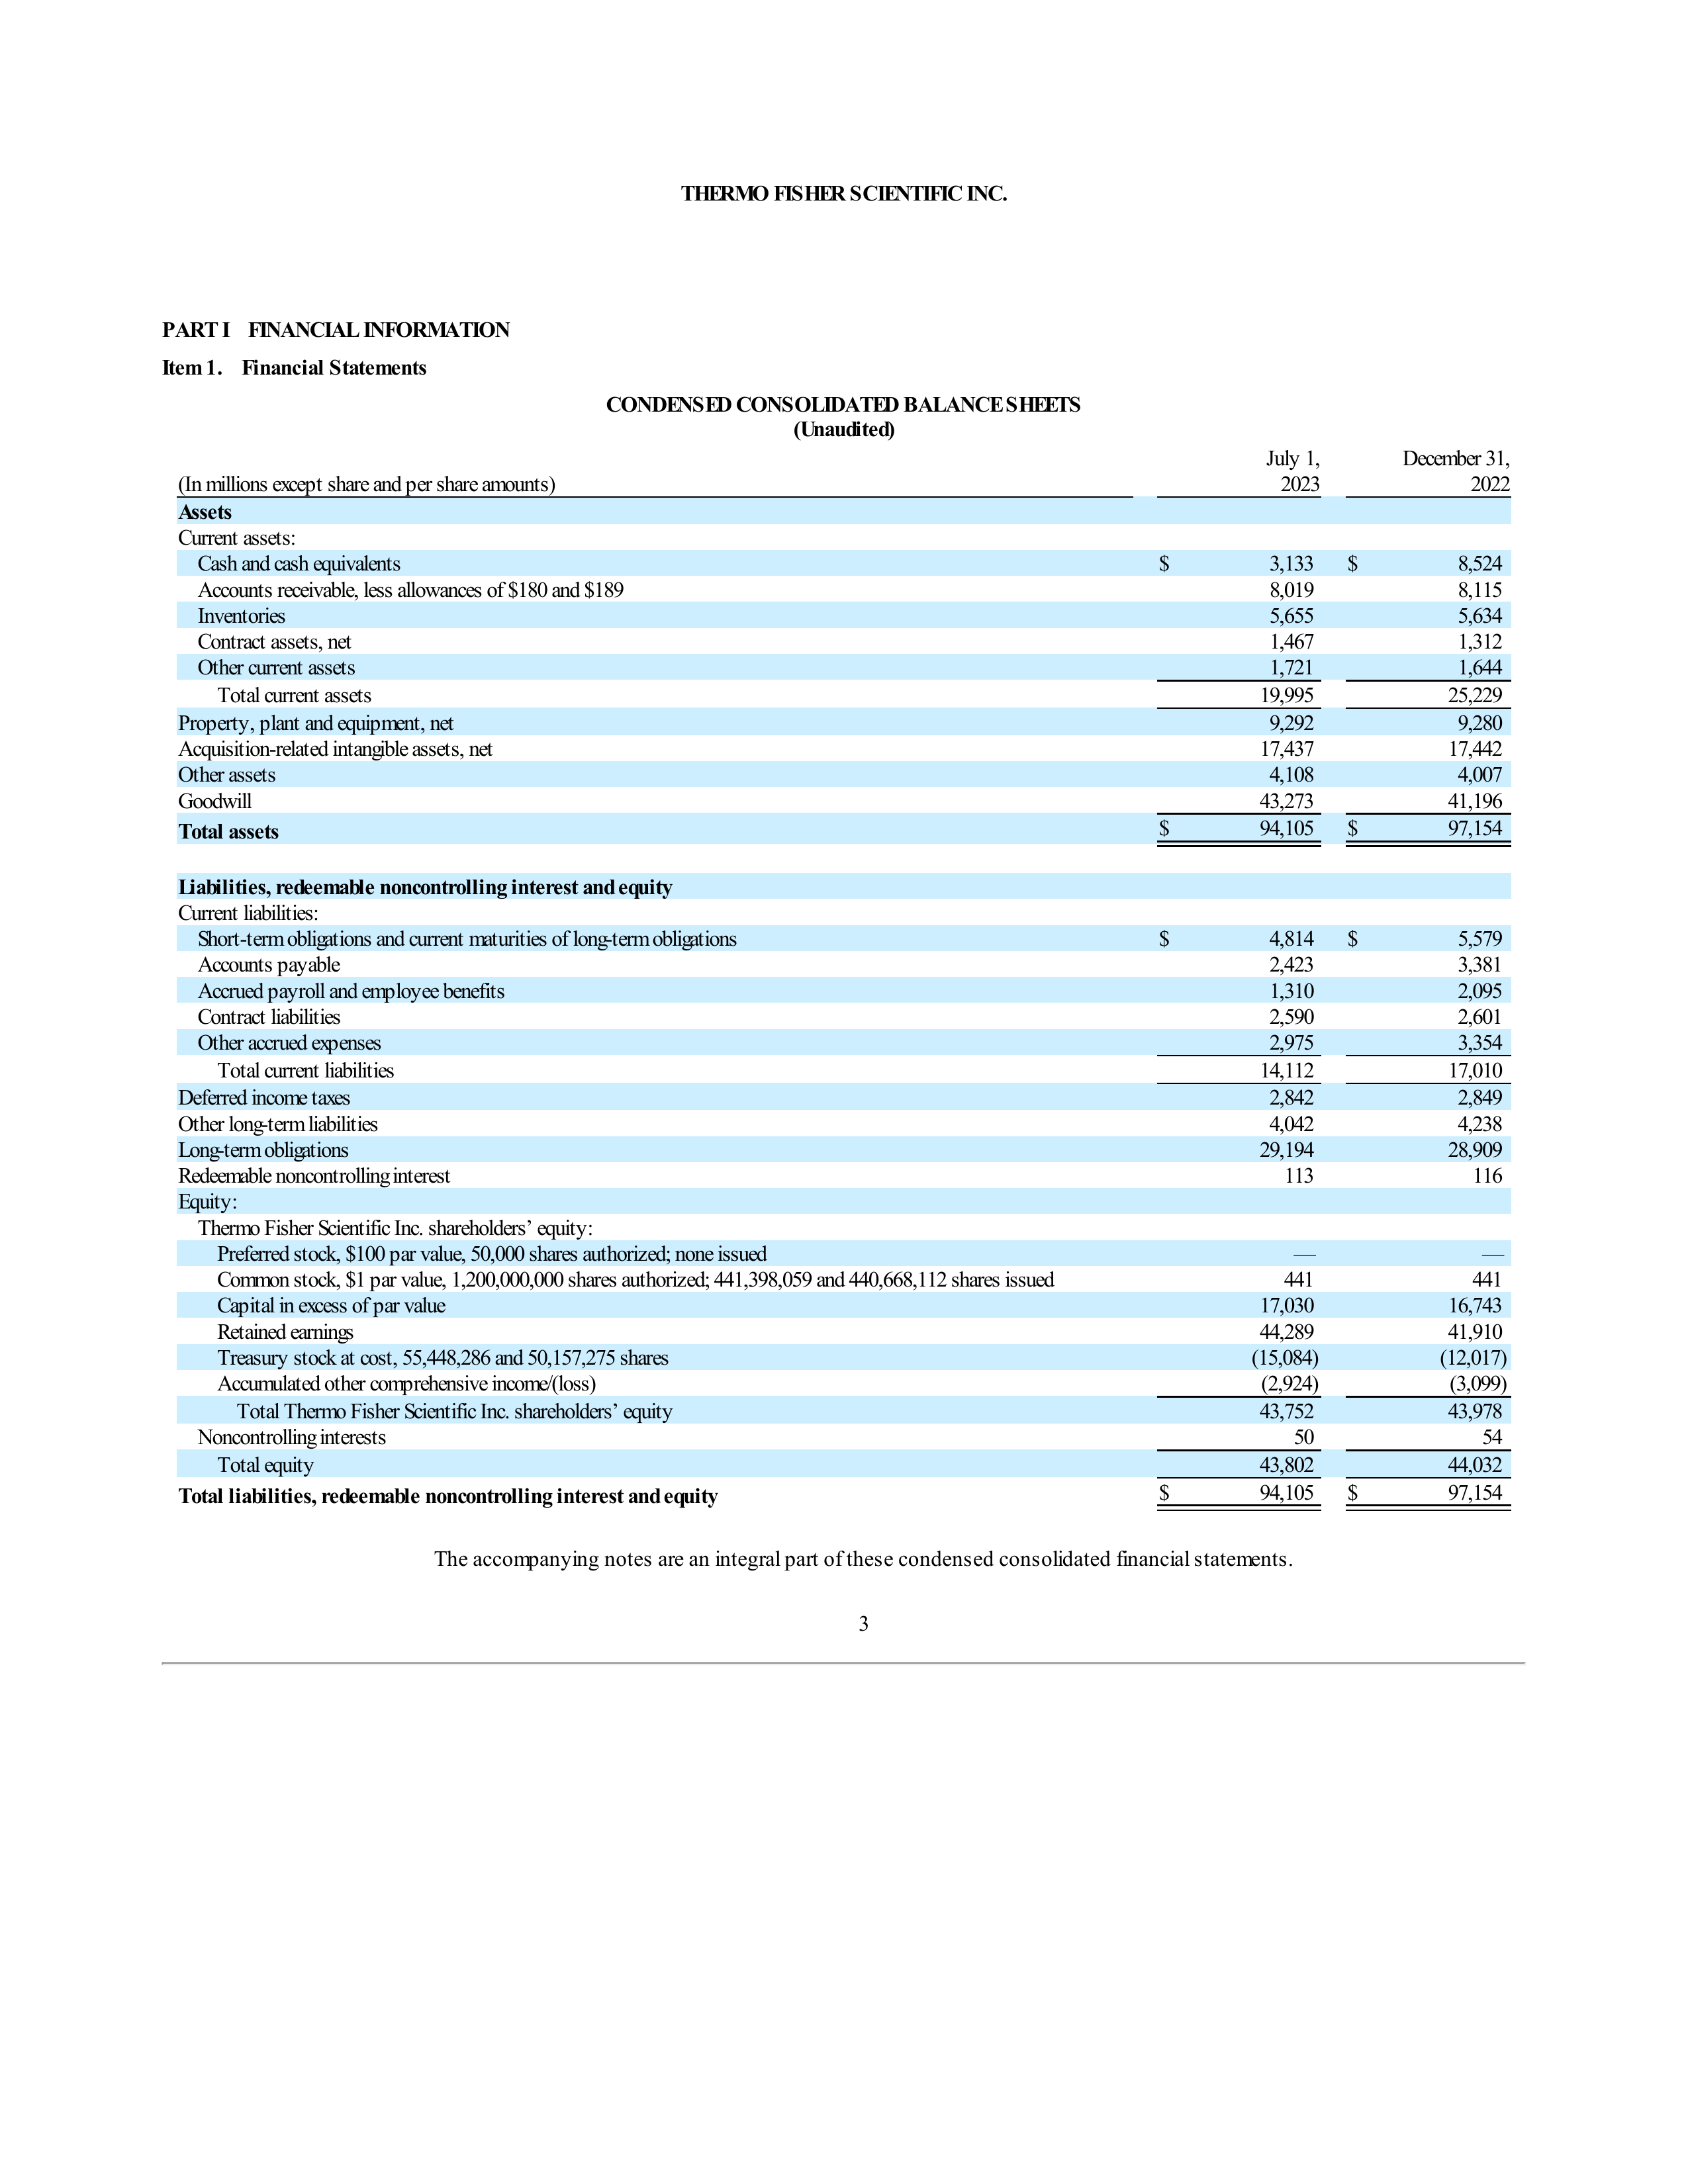 THERMO FISHER SCIENTIFIC INC.
PART I FINANCIAL INFORMATION
Item 1. Financial Statements
CONDENSED CONSOLIDATED BALANCE SHEETS
(Unaudited)
July 1, December 31,
(In millions except share and per share amounts) 2023 2022
Assets
Current assets:
Cash and cash equivalents $ 3,133 $ 8,524
Accounts receivable, less allowances of $180 and $189 8,019 8,115
Inventories 5,655 5,634
Contract assets, net 1,467 1,312
Other current assets 1,721 1,644
Total current assets 19,995 25,229
Property, plant and equipment, net 9,292 9,280
Acquisition-related intangible assets, net 17,437 17,442
Other assets 4,108 4,007
Goodwill 43,273 41,196
Total assets $ 94,105 $ 97,154
Liabilities, redeemable noncontrolling interest and equity
Current liabilities:
Short-term obligations and current maturities of long-term obligations $ 4,814 $ 5,579
Accounts payable 2,423 3,381
Accrued payroll and employee benefits 1,310 2,095
Contract liabilities 2,590 2,601
Other accrued expenses 2,975 3,354
Total current liabilities 14,112 17,010
Deferred income taxes 2,842 2,849
Other long-term liabilities 4,042 4,238
Long-term obligations 29,194 28,909
Redeemable noncontrolling interest 113 116
Equity:
Thermo Fisher Scientific Inc. shareholders’ equity:
Preferred stock, $100 par value, 50,000 shares authorized; none issued — —
Common stock, $1 par value, 1,200,000,000 shares authorized; 441,398,059 and 440,668,112 shares issued 441 441
Capital in excess of par value 17,030 16,743
Retained earnings 44,289 41,910
Treasury stock at cost, 55,448,286 and 50,157,275 shares (15,084) (12,017)
Accumulated other comprehensive income/(loss) (2,924) (3,099)
Total Thermo Fisher Scientific Inc. shareholders’ equity 43,752 43,978
Noncontrolling interests 50 54
Total equity 43,802 44,032
Total liabilities, redeemable noncontrolling interest and equity $ 94,105 $ 97,154
The accompanying notes are an integral part of these condensed consolidated financial statements.
3